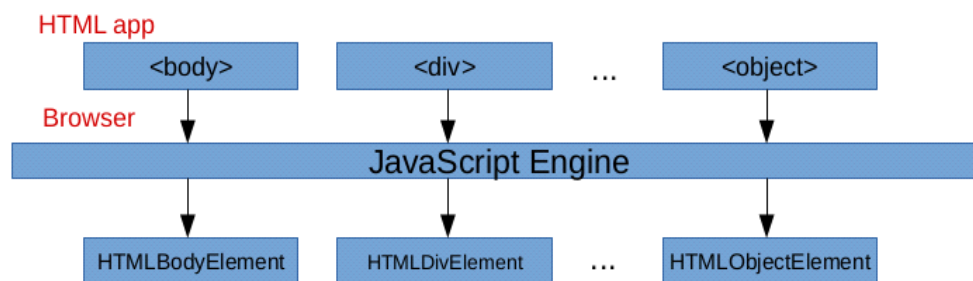 HTML app
<body> <div> ... <object>
Browser
JavaScript Engine
HTMLBodyElement HTMLDivElement ... HTMLObjectElement